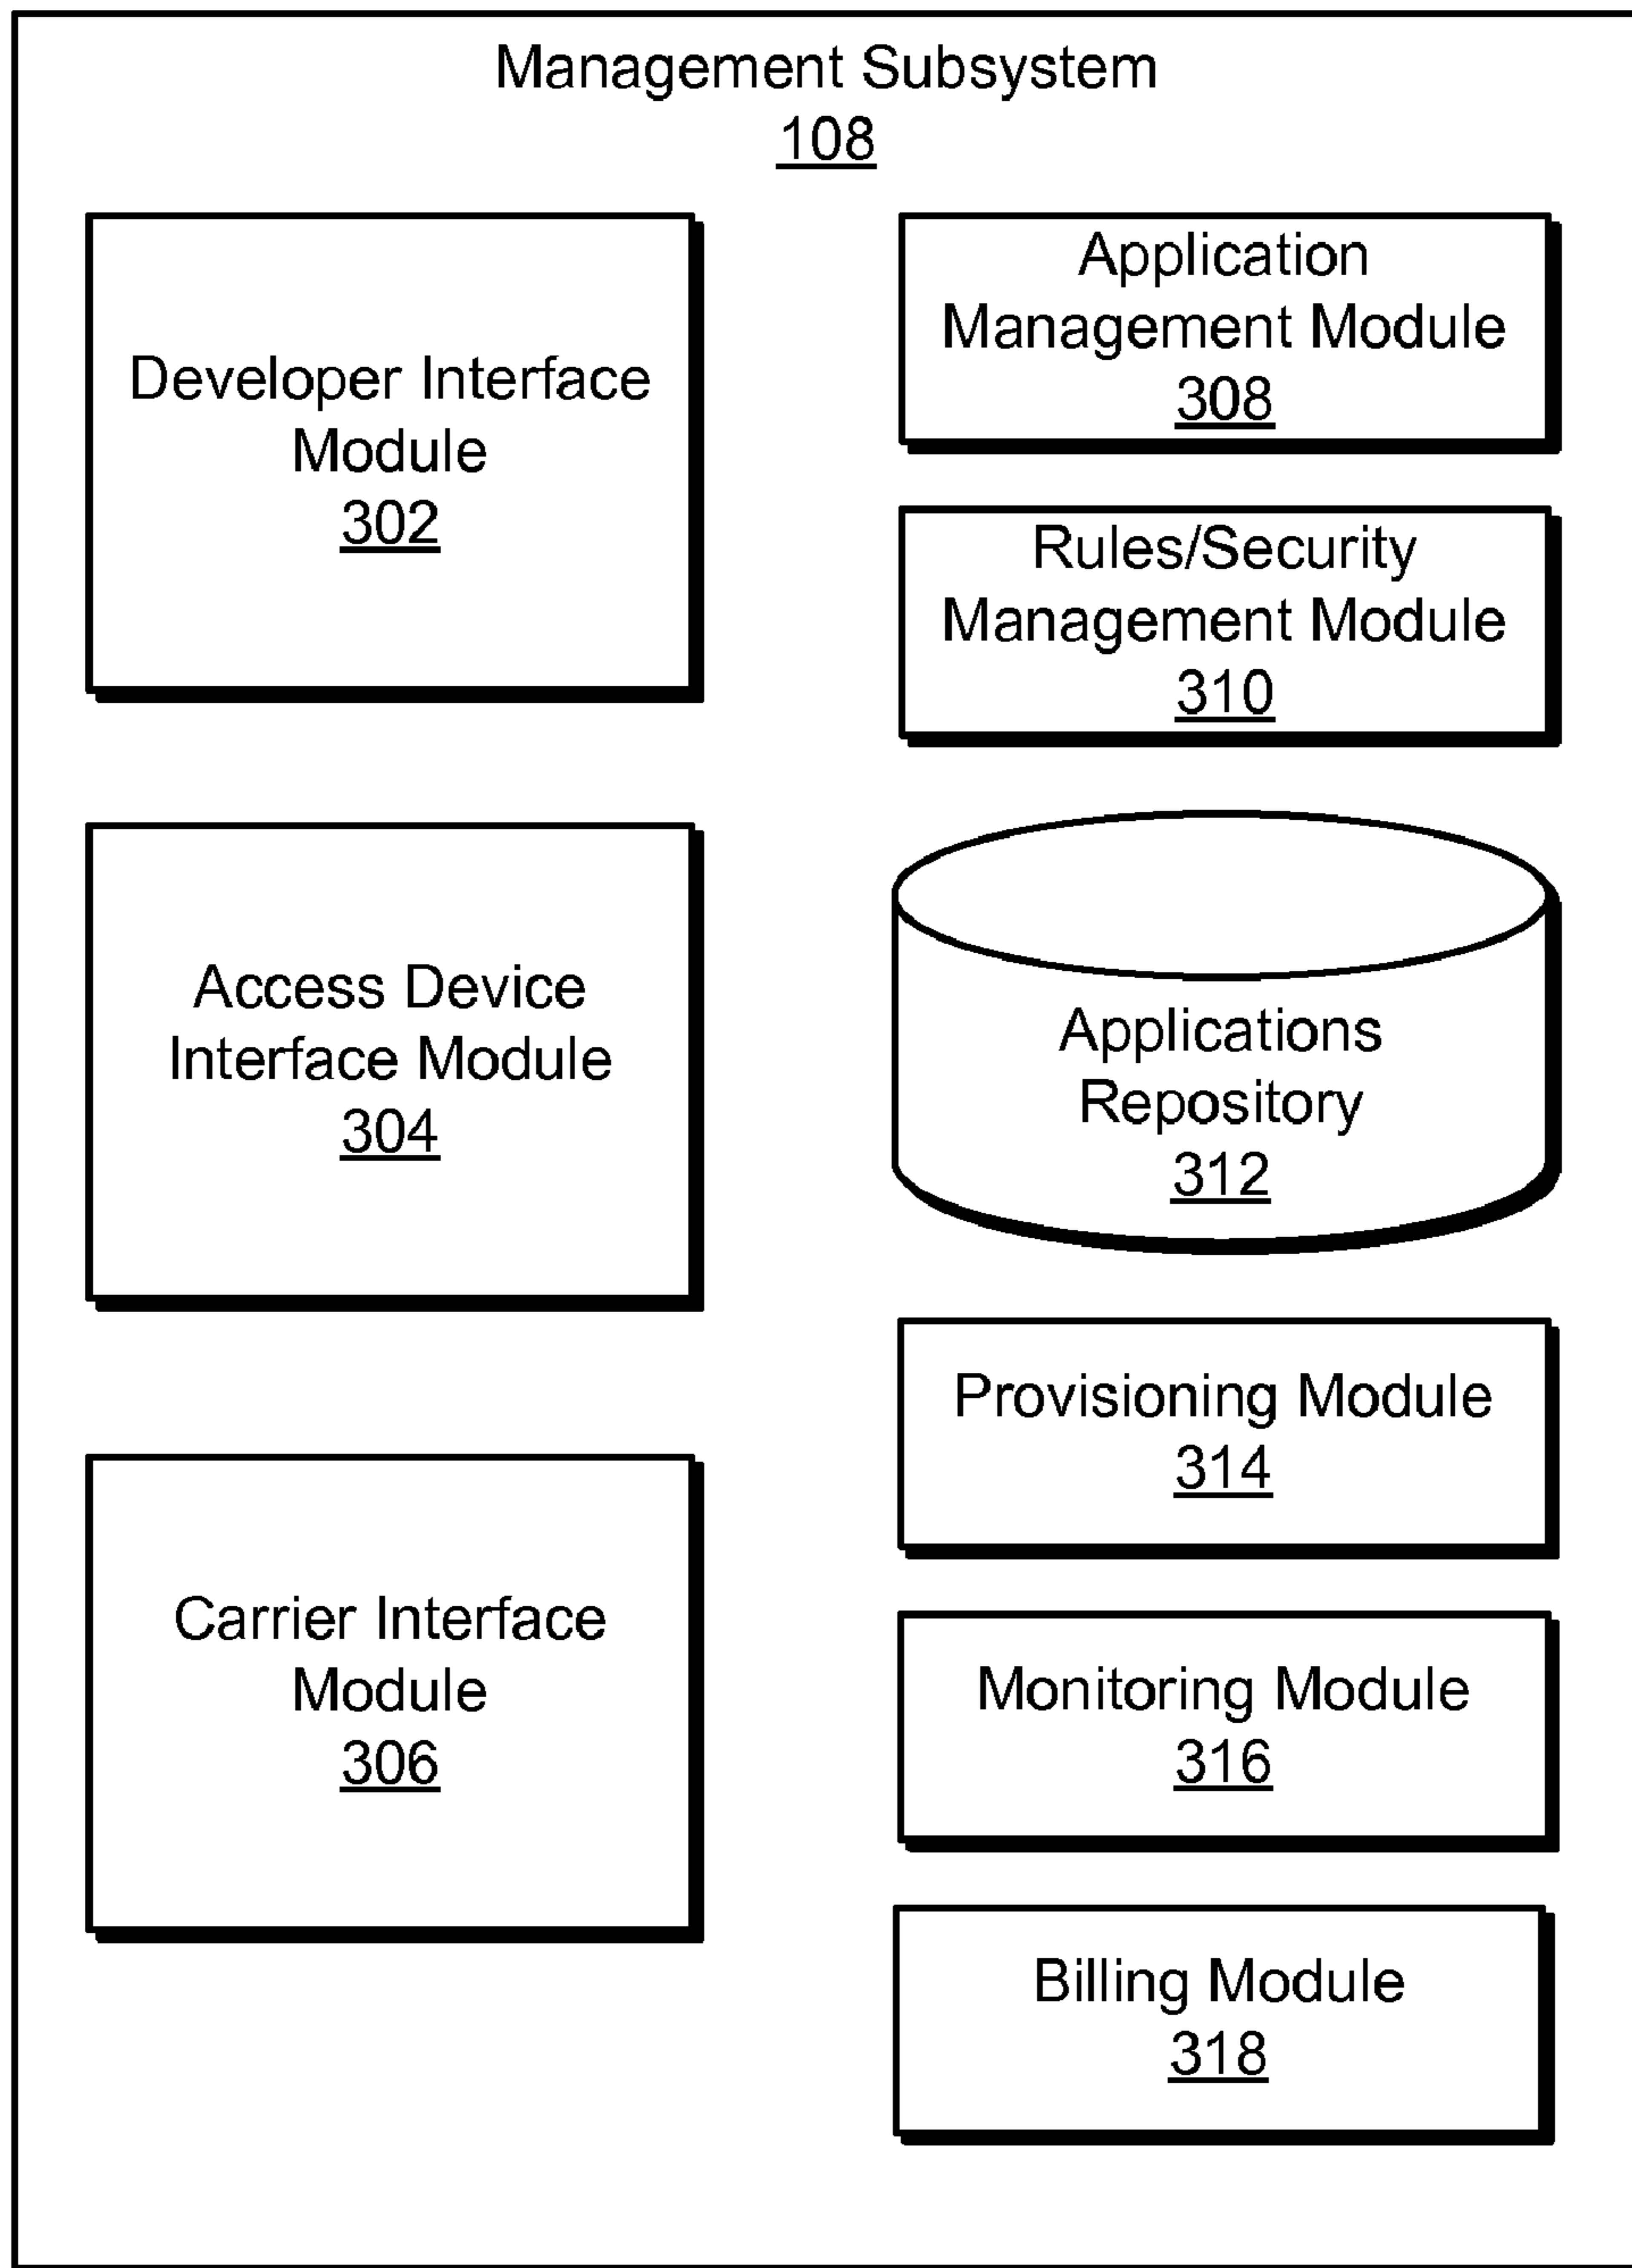 Management Subsystem
108
Developer Interface
Module
302
Access Device
Interface Module
304
Carrier Interface
Module
306
Application
Management Module
308
Rules/Security
Management Module
310
Applications
Repository
312
Provisioning Module
314
Monitoring Module
316
Billing Module
318